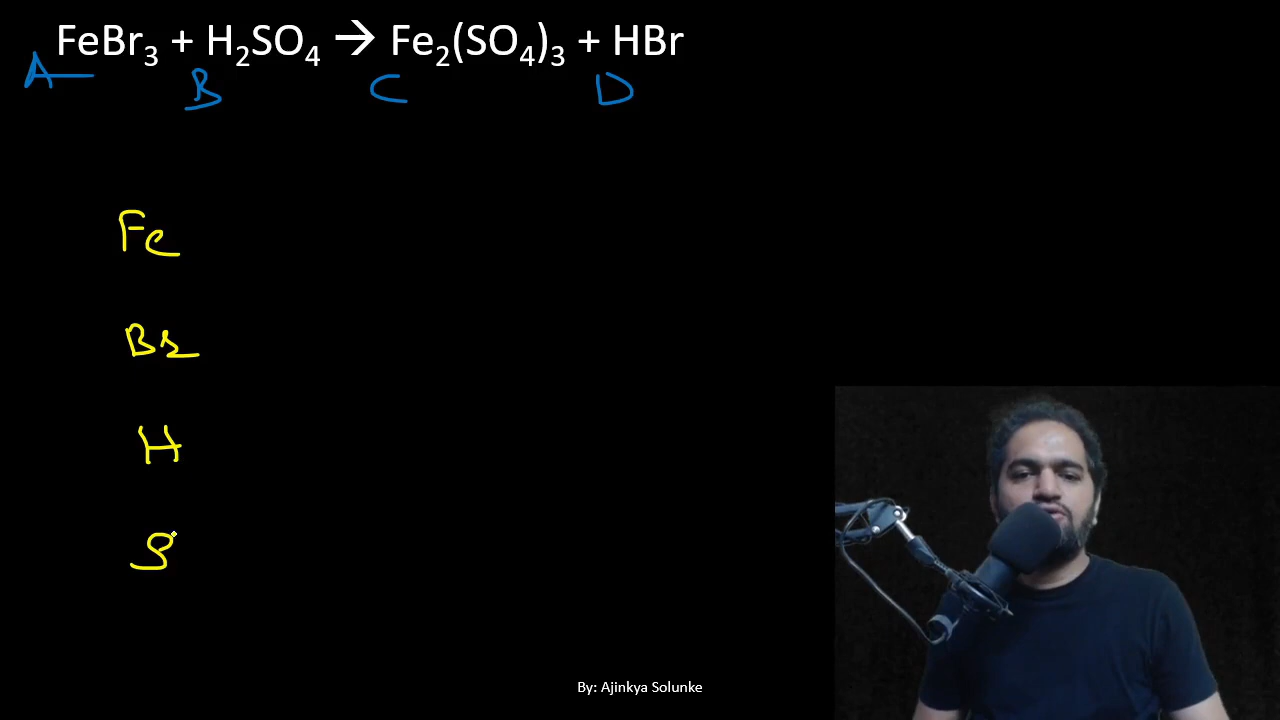 FeBr₃ + H₂SO₄ → Fe₂(SO₄)₃ + HBr
A B C D
Fe
Br
H
S
By: Ajinkya Solunke